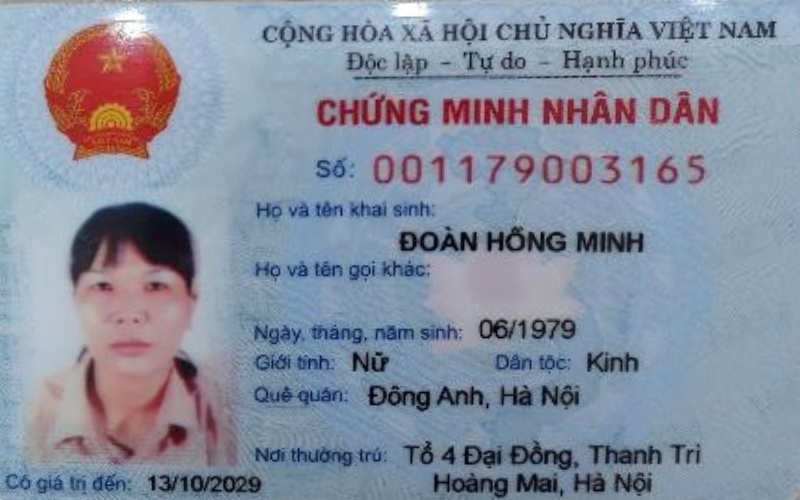 CỘNG HÒA XÃ HỘI CHỦ NGHĨA VIỆT NAM
Độc lập - Tự do - Hạnh phúc
CHỨNG MINH NHÂN DÂN
Số: 001179003165
Họ và tên khai sinh:
ĐOÀN HỒNG MINH
Họ và tên gọi khác:
Ngày, tháng, năm sinh: 06/1979
Giới tính: Nữ Dân tộc: Kinh
Quê quán: Đông Anh, Hà Nội
Nơi thường trú: Tổ 4 Đại Đồng, Thanh Trì
Hoàng Mai, Hà Nội
Có giá trị đến: 13/10/2029